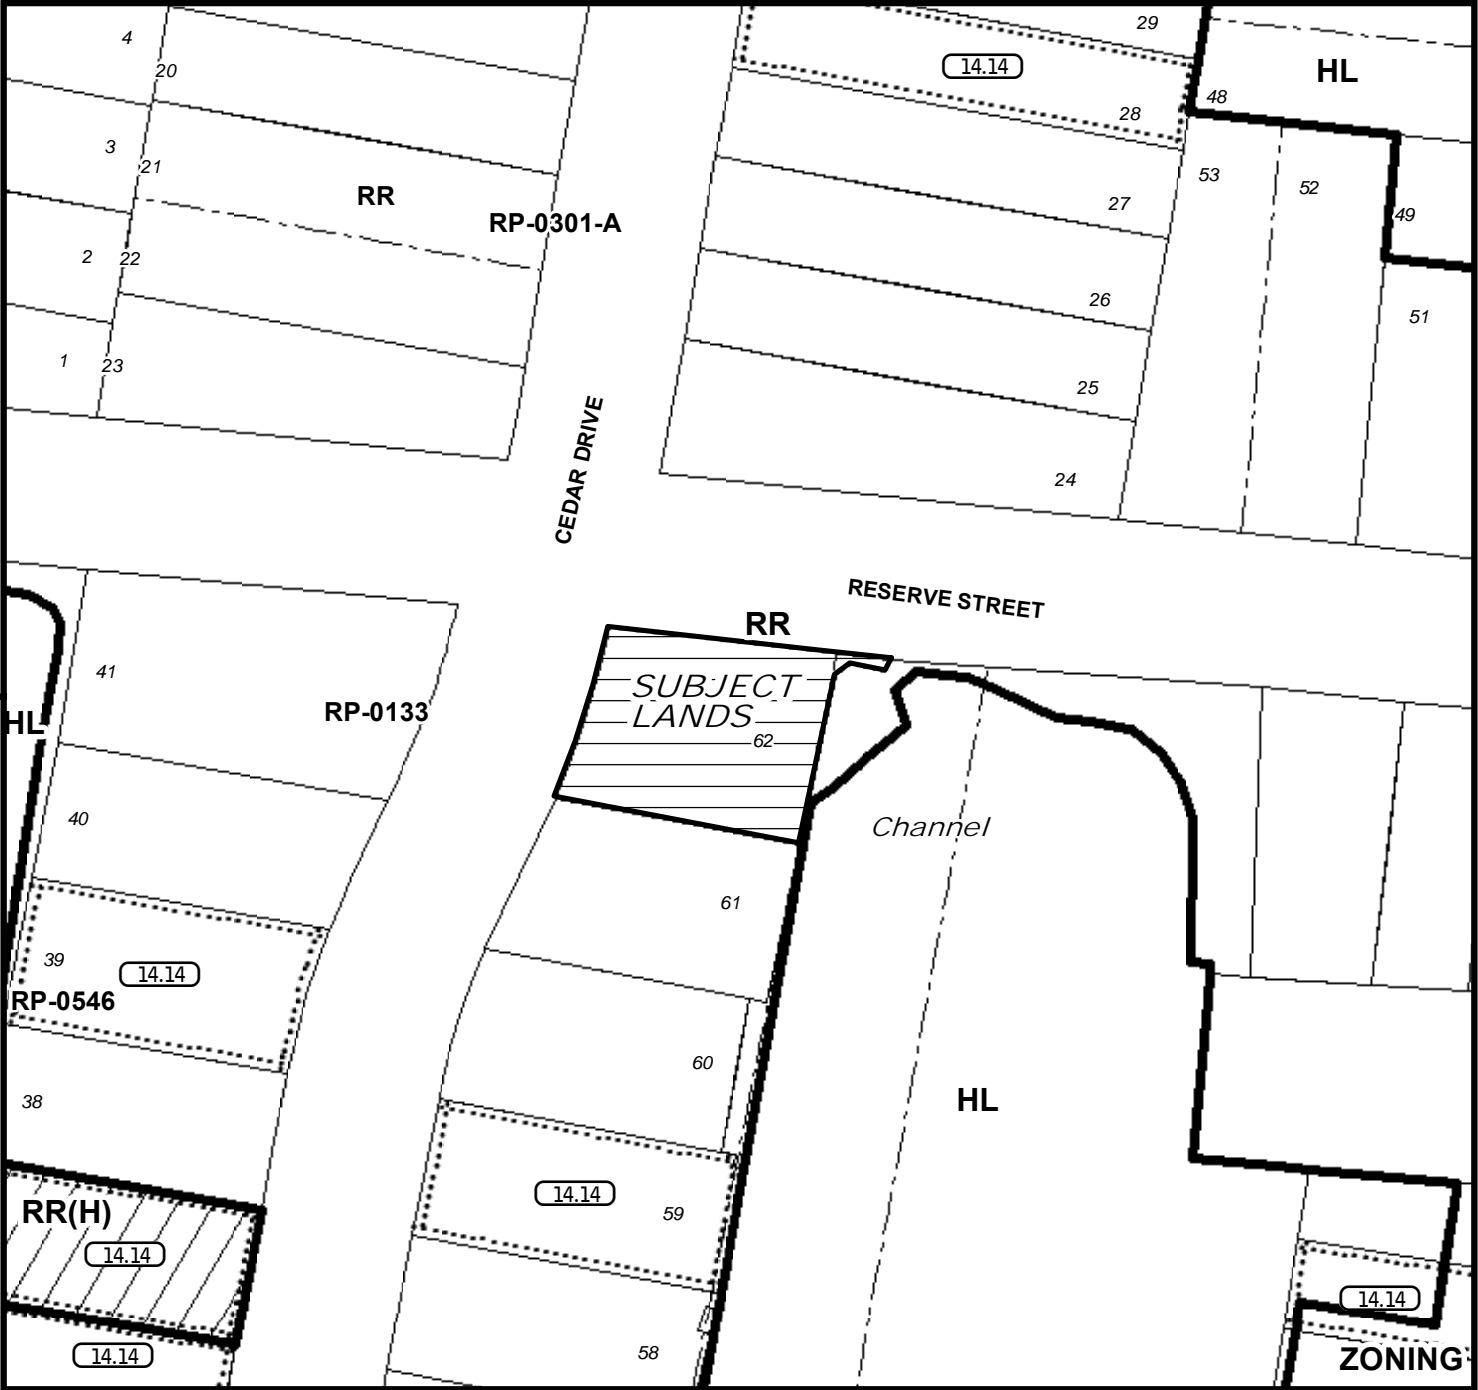 4
20
29
14.14
HL
48
28
3
21
RR
RP-0301-A
53
52
27
49
2
22
26
51
1
23
25
CEDAR DRIVE
24
RESERVE STREET
RR
41
SUBJECT
LANDS
RP-0133
HL
62
40
Channel
61
39
14.14
RP-0546
60
38
HL
14.14
59
RR(H)
14.14
14.14
14.14
58
ZONING